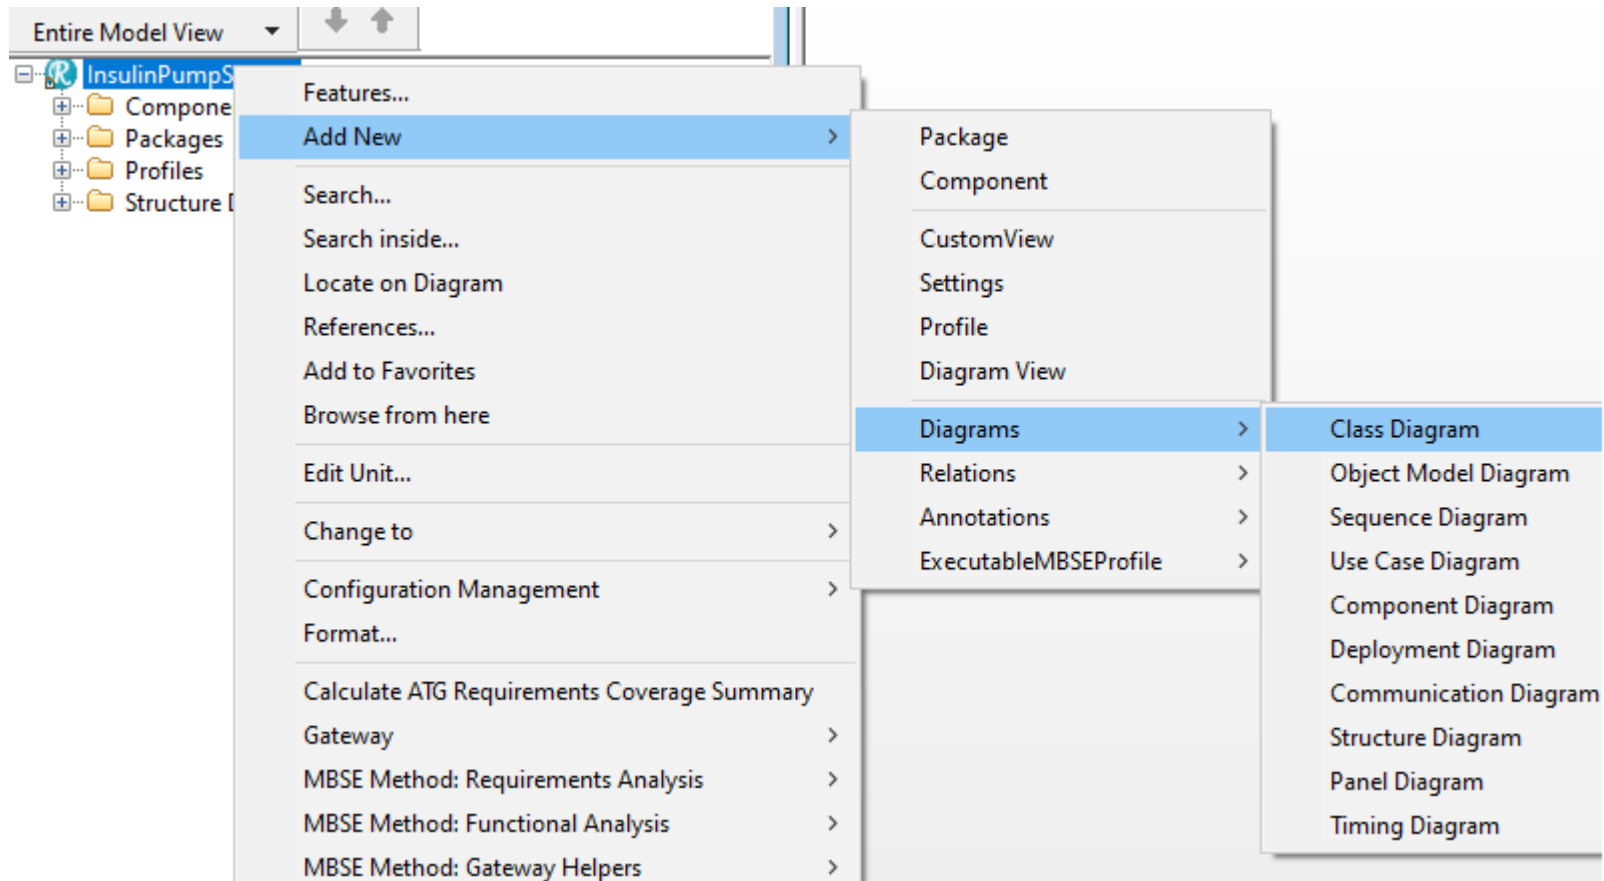 Entire Model View
InsulinPumpS
Compone
Packages
Profiles
Structure D
Features...
Add New
Search...
Search inside...
Locate on Diagram
References...
Add to Favorites
Browse from here
Edit Unit...
Change to
Configuration Management
Format...
Calculate ATG Requirements Coverage Summary
Gateway
MBSE Method: Requirements Analysis
MBSE Method: Functional Analysis
MBSE Method: Gateway Helpers
Package
Component
CustomView
Settings
Profile
Diagram View
Diagrams
Relations
Annotations
ExecutableMBSEProfile
Class Diagram
Object Model Diagram
Sequence Diagram
Use Case Diagram
Component Diagram
Deployment Diagram
Communication Diagram
Structure Diagram
Panel Diagram
Timing Diagram